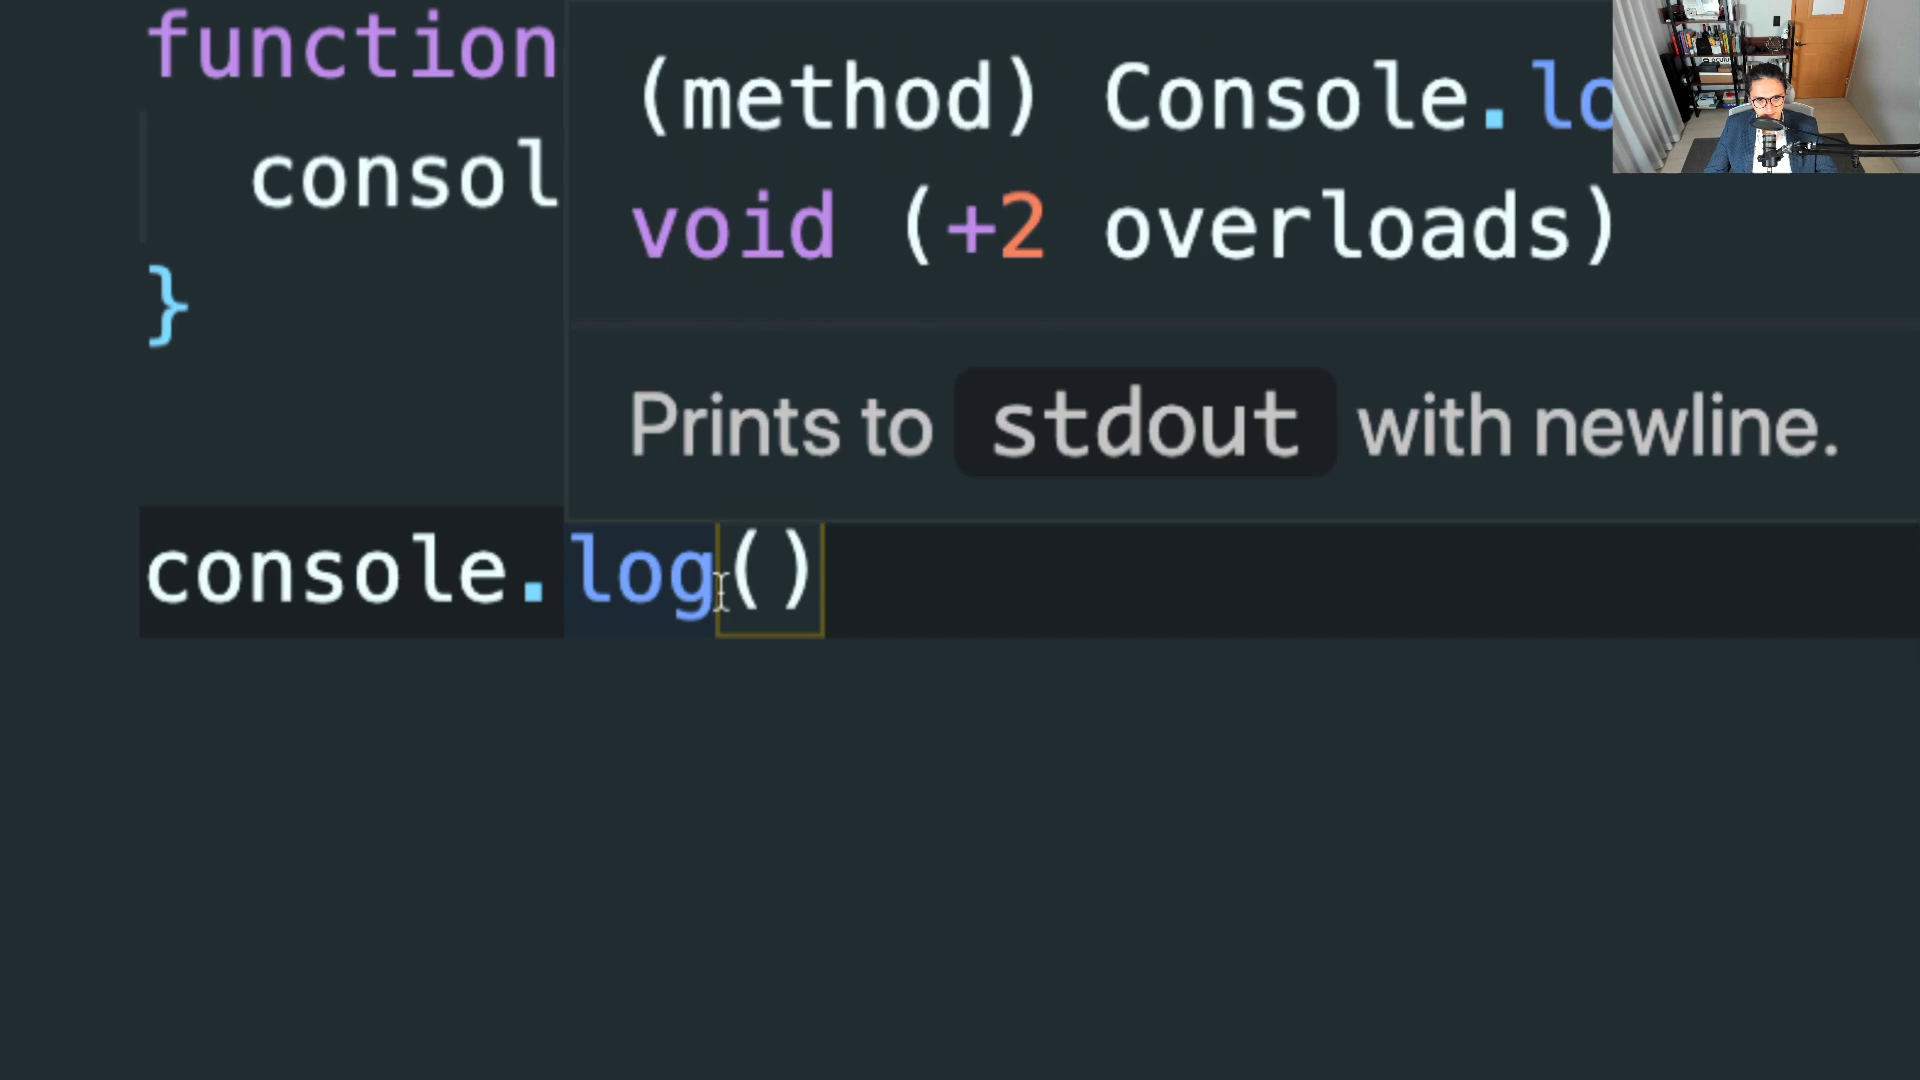 function
(method) Console.lo
consol
void (+2 overloads)
}
Prints to stdout with newline.
console.log()